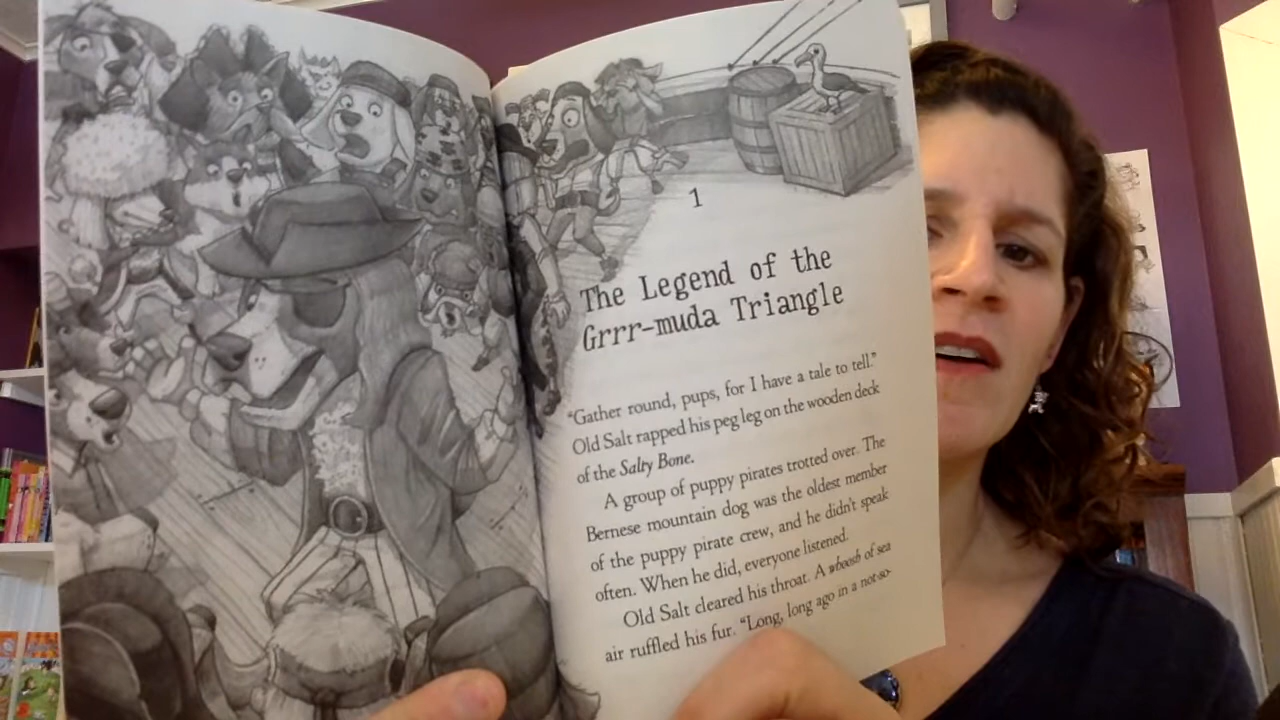 1
The Legend of the
Grrr-muda Triangle
"Gather round, pups, for I have a tale to tell."
Old Salt rapped his peg leg on the wooden deck
of the Salty Bone.
A group of puppy pirates trotted over. The
Bernese mountain dog was the oldest member
of the puppy pirate crew, and he didn't speak
often. When he did, everyone listened.
Old Salt cleared his throat. A whoosh of sea
air ruffled his fur. "Long, long ago in a not-so-